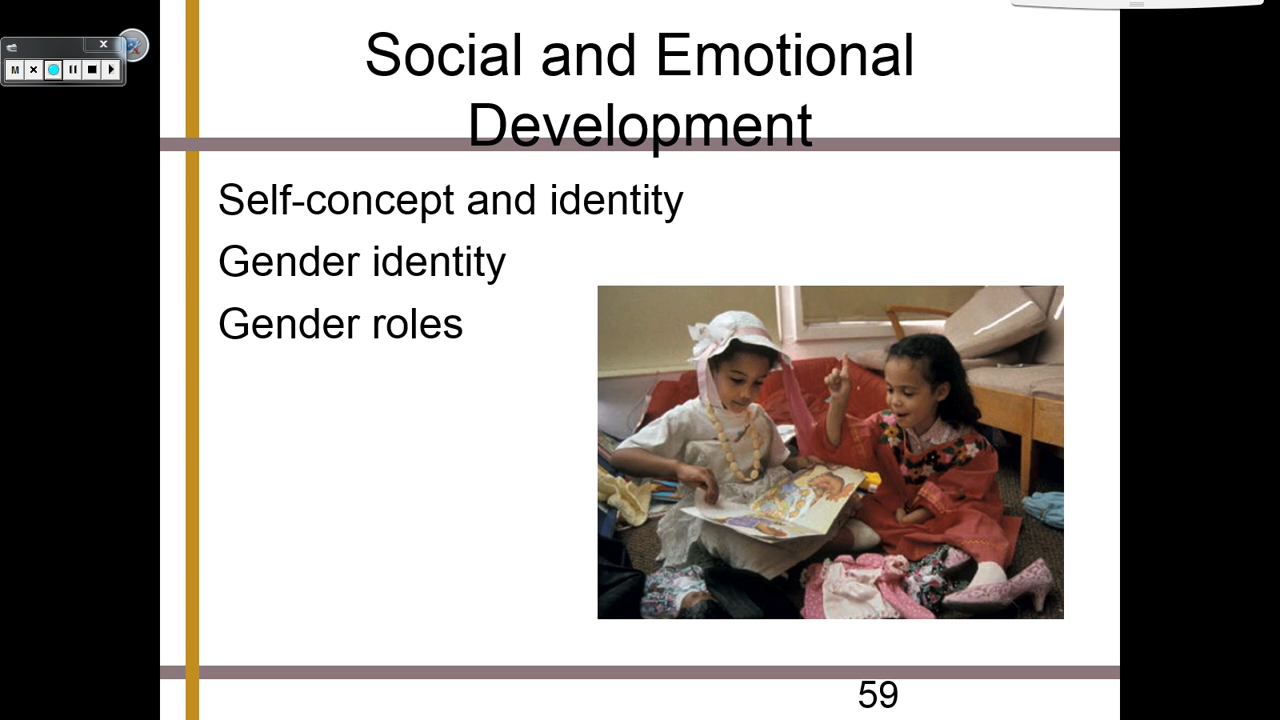 Social and Emotional
Development
Self-concept and identity
Gender identity
Gender roles
59
M